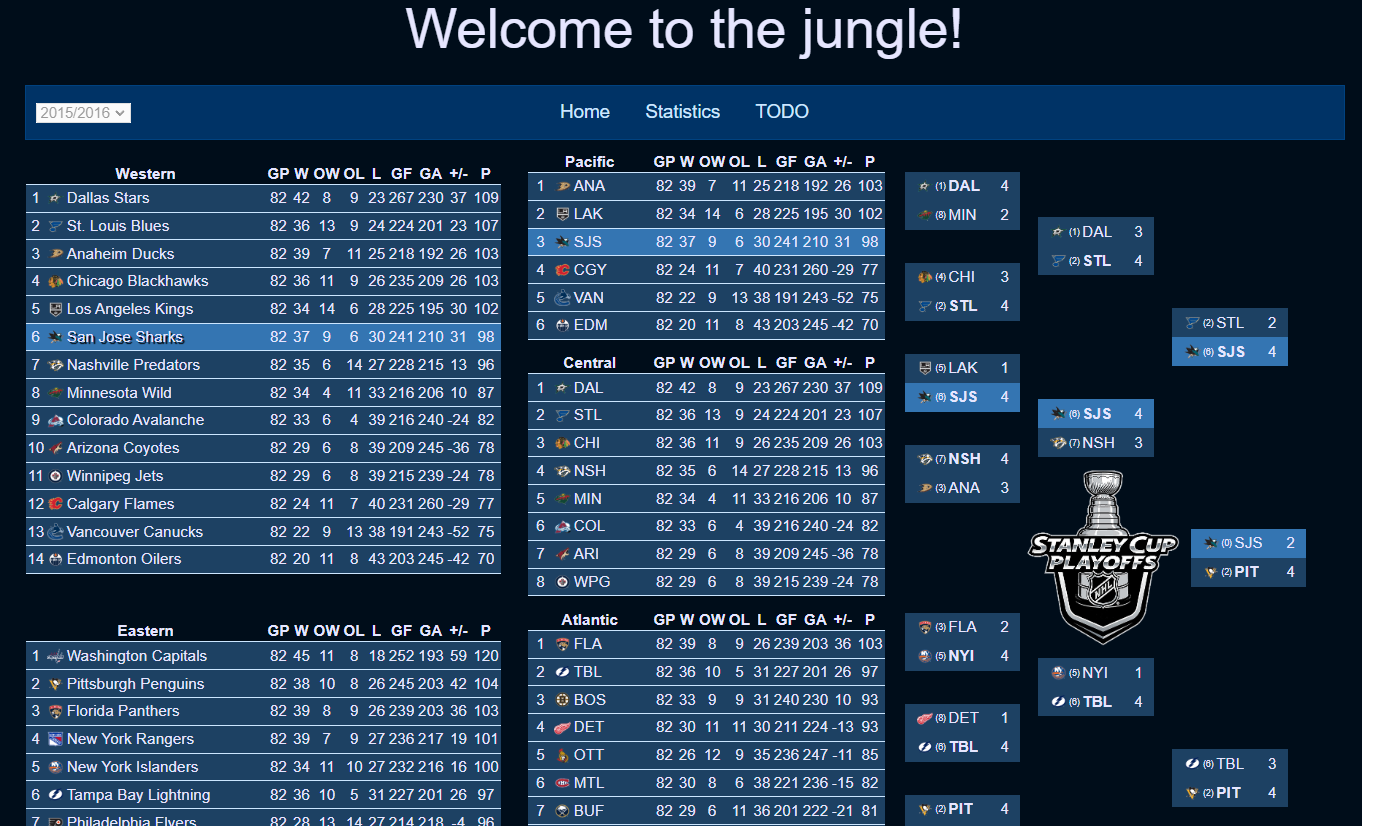 Welcome to the jungle!
2015/2016
Home Statistics TODO
Western GP W OW OL L GF GA +/- P
1 Dallas Stars 82 42 8 9 23 267 230 37 109
2 St. Louis Blues 82 36 13 9 24 224 201 23 107
3 Anaheim Ducks 82 39 7 11 25 218 192 26 103
4 Chicago Blackhawks 82 36 11 9 26 235 209 26 103
5 Los Angeles Kings 82 34 14 6 28 225 195 30 102
6 San Jose Sharks 82 37 9 6 30 241 210 31 98
7 Nashville Predators 82 35 6 14 27 228 215 13 96
8 Minnesota Wild 82 34 4 11 33 216 206 10 87
9 Colorado Avalanche 82 33 6 4 39 216 240 -24 82
10 Arizona Coyotes 82 29 6 8 39 209 245 -36 78
11 Winnipeg Jets 82 29 6 8 39 215 239 -24 78
12 Calgary Flames 82 24 11 7 40 231 260 -29 77
13 Vancouver Canucks 82 22 9 13 38 191 243 -52 75
14 Edmonton Oilers 82 20 11 8 43 203 245 -42 70
Eastern GP W OW OL L GF GA +/- P
1 Washington Capitals 82 45 11 8 18 252 193 59 120
2 Pittsburgh Penguins 82 38 10 8 26 245 203 42 104
3 Florida Panthers 82 39 8 9 26 239 203 36 103
4 New York Rangers 82 39 7 9 27 236 217 19 101
5 New York Islanders 82 34 11 10 27 232 216 16 100
6 Tampa Bay Lightning 82 36 10 5 31 227 201 26 97
7 Philadelphia Flyers 82 28 13 14 27 214 218 -4 96
Pacific GP W OW OL L GF GA +/- P
1 ANA 82 39 7 11 25 218 192 26 103
2 LAK 82 34 14 6 28 225 195 30 102
3 SJS 82 37 9 6 30 241 210 31 98
4 CGY 82 24 11 7 40 231 260 -29 77
5 VAN 82 22 9 13 38 191 243 -52 75
6 EDM 82 20 11 8 43 203 245 -42 70
Central GP W OW OL L GF GA +/- P
1 DAL 82 42 8 9 23 267 230 37 109
2 STL 82 36 13 9 24 224 201 23 107
3 CHI 82 36 11 9 26 235 209 26 103
4 NSH 82 35 6 14 27 228 215 13 96
5 MIN 82 34 4 11 33 216 206 10 87
6 COL 82 33 6 4 39 216 240 -24 82
7 ARI 82 29 6 8 39 209 245 -36 78
8 WPG 82 29 6 8 39 215 239 -24 78
Atlantic GP W OW OL L GF GA +/- P
1 FLA 82 39 8 9 26 239 203 36 103
2 TBL 82 36 10 5 31 227 201 26 97
3 BOS 82 33 9 9 31 240 230 10 93
4 DET 82 30 11 11 30 211 224 -13 93
5 OTT 82 26 12 9 35 236 247 -11 85
6 MTL 82 30 8 6 38 221 236 -15 82
7 BUF 82 29 6 11 36 201 222 -21 81
(1) DAL 4
(8) MIN 2
(4) CHI 3
(2) STL 4
(5) LAK 1
(6) SJS 4
(7) NSH 4
(3) ANA 3
(1) DAL 3
(2) STL 4
(6) SJS 4
(7) NSH 3
(2) STL 2
(6) SJS 4
STANLEY CUP
PLAYOFFS
NHL
(0) SJS 2
(2) PIT 4
(3) FLA 2
(5) NYI 4
(8) DET 1
(6) TBL 4
(2) PIT 4
(5) NYI 1
(6) TBL 4
(6) TBL 3
(2) PIT 4